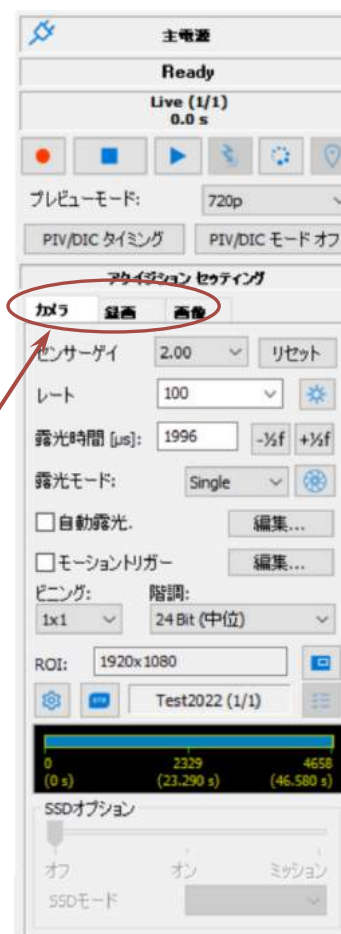 主電源
Ready
Live (1/1)
0.0 s
プレビューモード: 720p
PIV/DIC タイミング PIV/DIC モード オフ
アクイジション セッティング
カメラ 録画 画像
センサーゲイ 2.00 リセット
レート 100
露光時間 [µs]: 1996 -½f +½f
露光モード: Single
自動露光. 編集...
モーショントリガー 編集...
ビニング: 階調:
1x1 24 Bit (中位)
ROI: 1920x1080
Test2022 (1/1)
0 2329 4658
(0 s) (23.290 s) (46.580 s)
SSDオプション
オフ オン ミッション
SSDモード